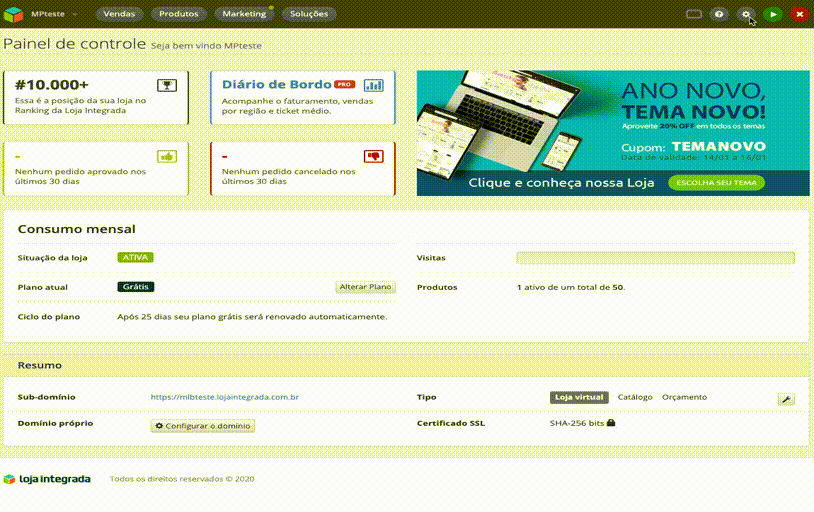 MPteste
Vendas
Produtos
Marketing
Soluções
Painel de controle Seja bem vindo MPteste
#10.000+
Essa é a posição da sua loja no
Ranking da Loja Integrada
Diário de Bordo PRO
Acompanhe o faturamento, vendas
por região e ticket médio.
-
Nenhum pedido aprovado nos
últimos 30 dias
-
Nenhum pedido cancelado nos
últimos 30 dias
ANO NOVO,
TEMA NOVO!
Aproveite 20% OFF em todos os temas
Cupom: TEMANOVO
Data de validade: 14/01 a 16/01
Clique e conheça nossa Loja
ESCOLHA SEU TEMA
Consumo mensal
Situação da loja
ATIVA
Visitas
Plano atual
Grátis
Alterar Plano
Produtos
1 ativo de um total de 50.
Ciclo do plano
Após 25 dias seu plano grátis será renovado automaticamente.
Resumo
Sub-domínio
https://mlbteste.lojaintegrada.com.br
Tipo
Loja virtual
Catálogo
Orçamento
Domínio próprio
Configurar o domínio
Certificado SSL
SHA-256 bits
loja integrada
Todos os direitos reservados © 2020